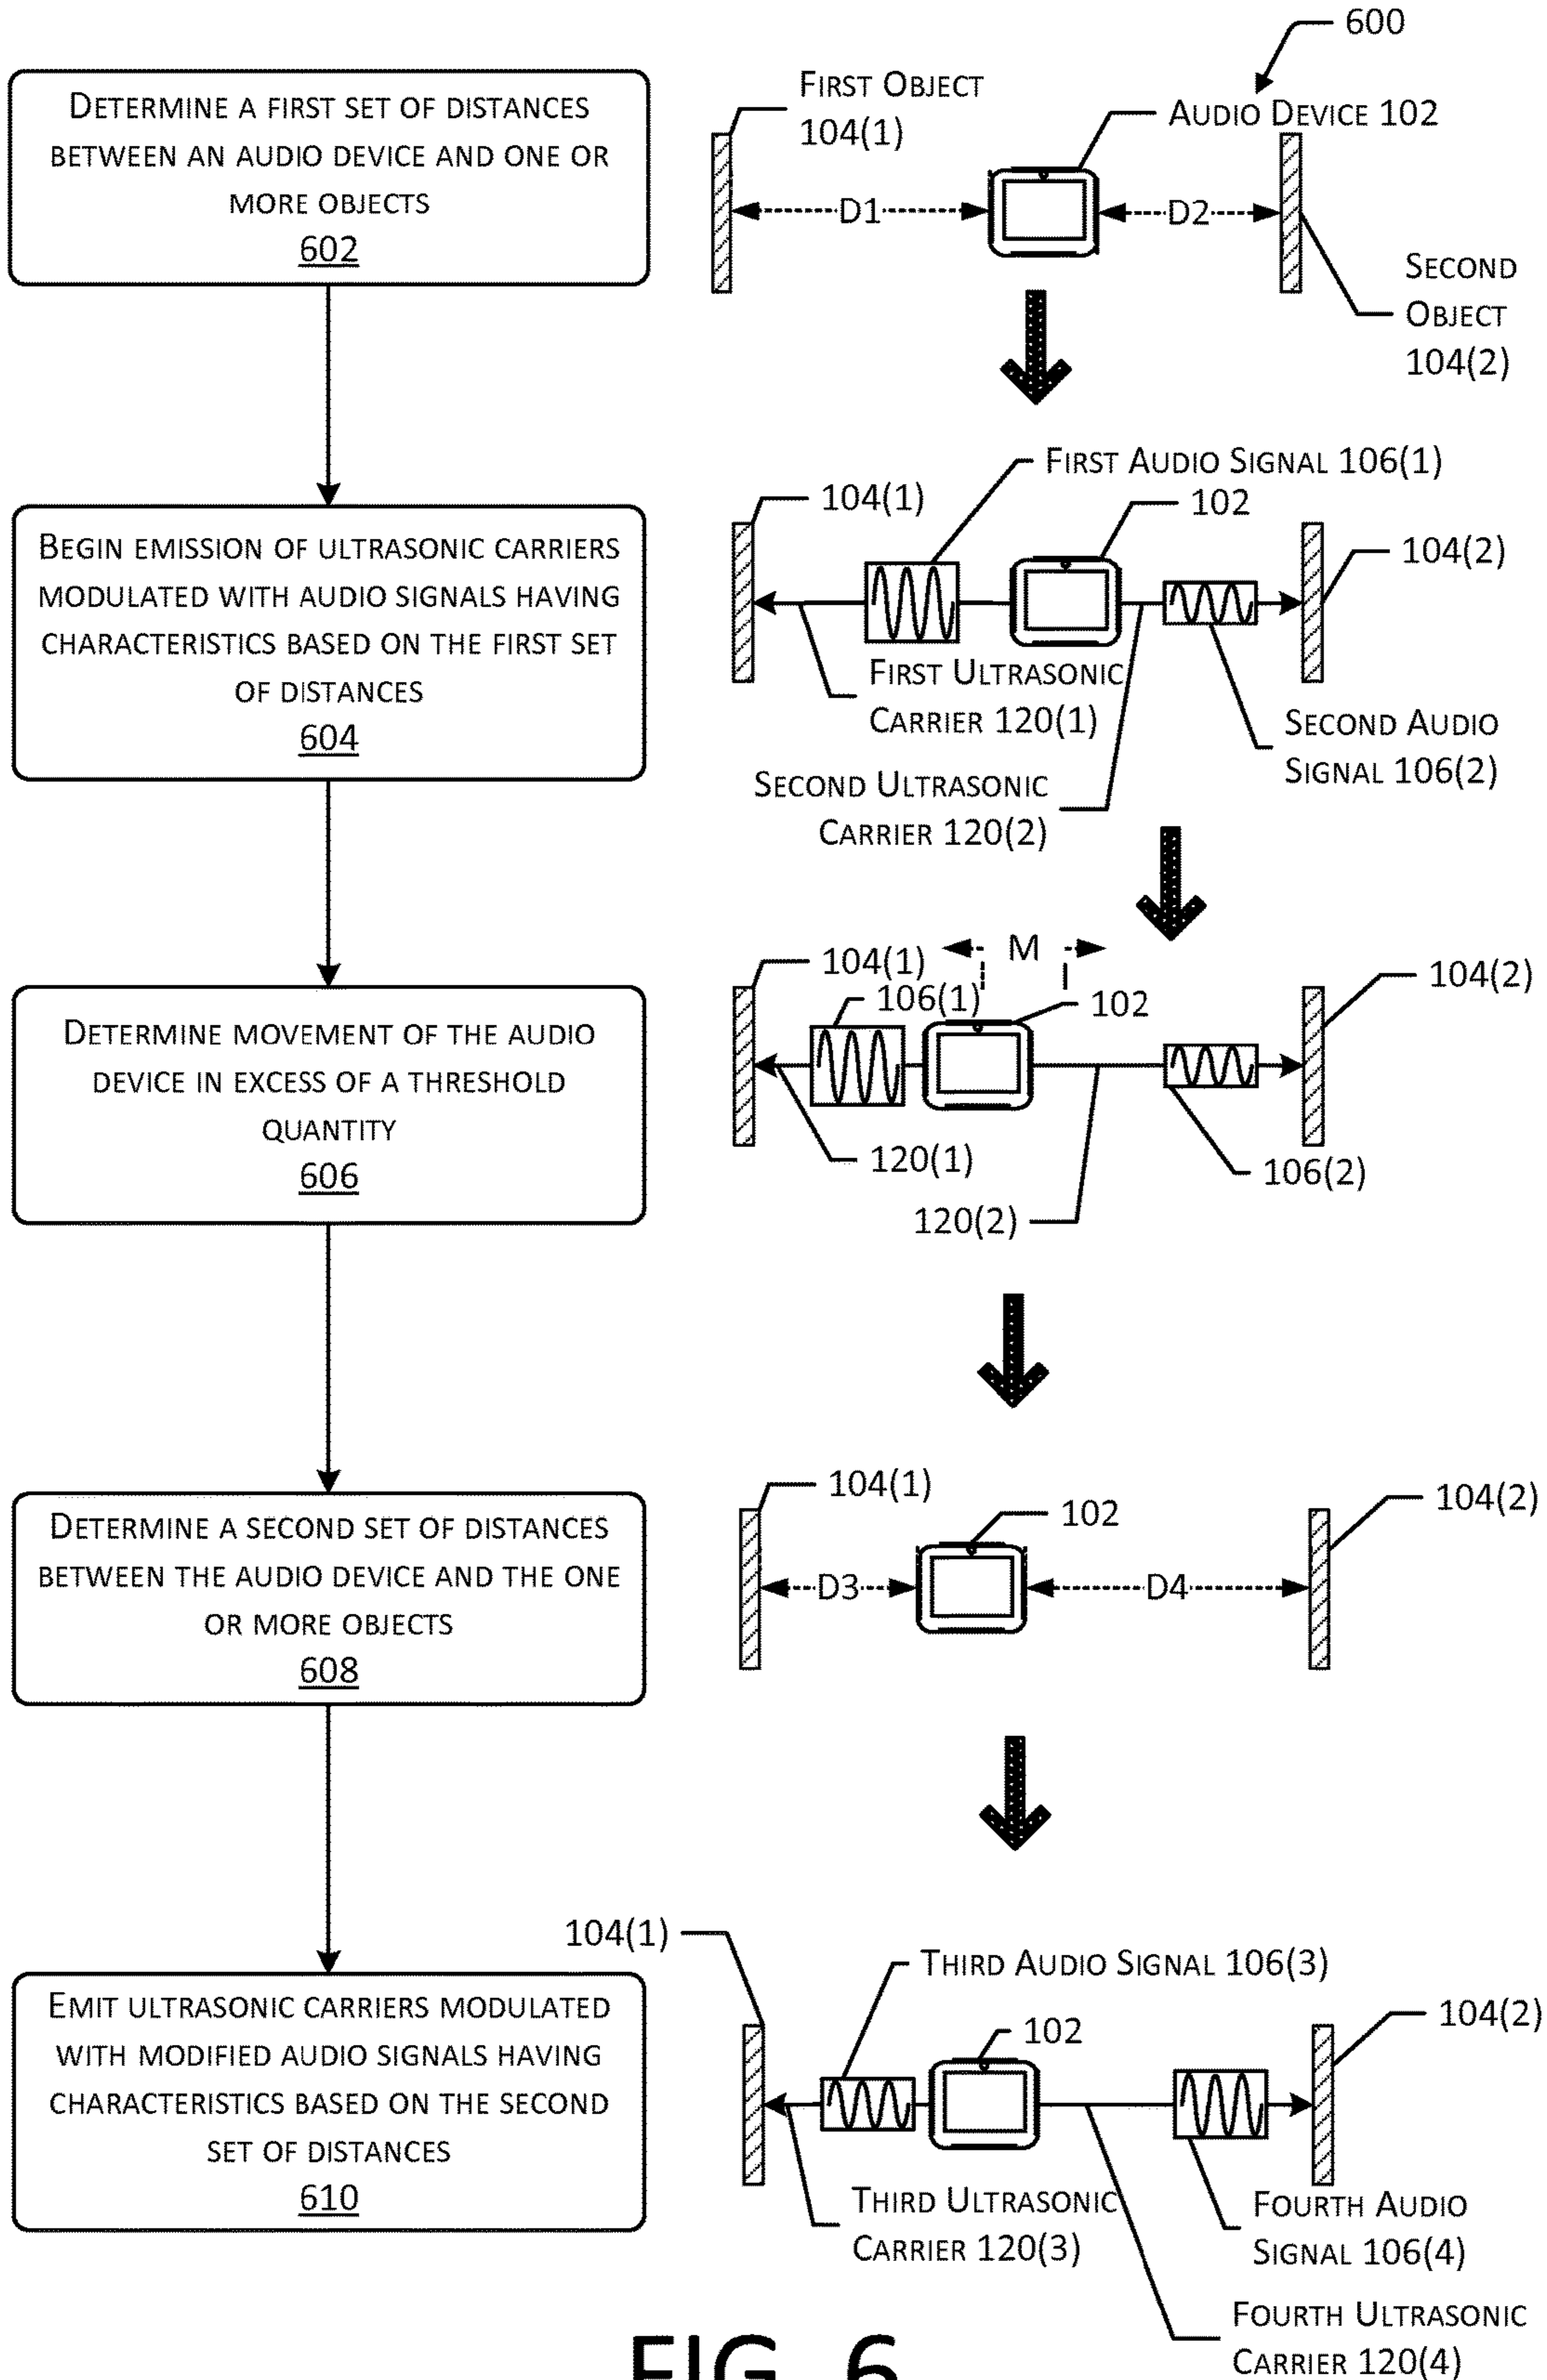 600
DETERMINE A FIRST SET OF DISTANCES
BETWEEN AN AUDIO DEVICE AND ONE OR
MORE OBJECTS
602
FIRST OBJECT
104(1)
AUDIO DEVICE 102
D1
D2
SECOND
OBJECT
104(2)
BEGIN EMISSION OF ULTRASONIC CARRIERS
MODULATED WITH AUDIO SIGNALS HAVING
CHARACTERISTICS BASED ON THE FIRST SET
OF DISTANCES
604
FIRST AUDIO SIGNAL 106(1)
104(1)
102
104(2)
FIRST ULTRASONIC
CARRIER 120(1)
SECOND AUDIO
SIGNAL 106(2)
SECOND ULTRASONIC
CARRIER 120(2)
DETERMINE MOVEMENT OF THE AUDIO
DEVICE IN EXCESS OF A THRESHOLD
QUANTITY
606
M
104(1)
106(1)
102
104(2)
120(1)
106(2)
120(2)
DETERMINE A SECOND SET OF DISTANCES
BETWEEN THE AUDIO DEVICE AND THE ONE
OR MORE OBJECTS
608
104(1)
102
104(2)
D3
D4
EMIT ULTRASONIC CARRIERS MODULATED
WITH MODIFIED AUDIO SIGNALS HAVING
CHARACTERISTICS BASED ON THE SECOND
SET OF DISTANCES
610
104(1)
THIRD AUDIO SIGNAL 106(3)
102
104(2)
THIRD ULTRASONIC
CARRIER 120(3)
FOURTH AUDIO
SIGNAL 106(4)
FOURTH ULTRASONIC
CARRIER 120(4)
FIG. 6